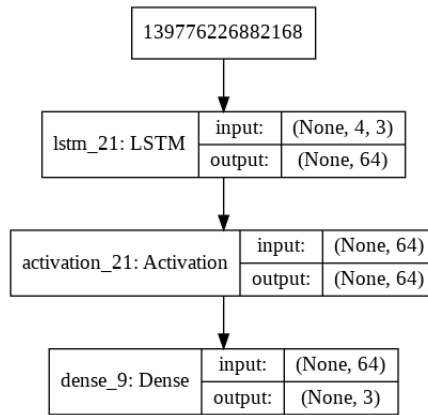 139776226882168
lstm_21: LSTM
input: (None, 4, 3)
output: (None, 64)
activation_21: Activation
input: (None, 64)
output: (None, 64)
dense_9: Dense
input: (None, 64)
output: (None, 3)